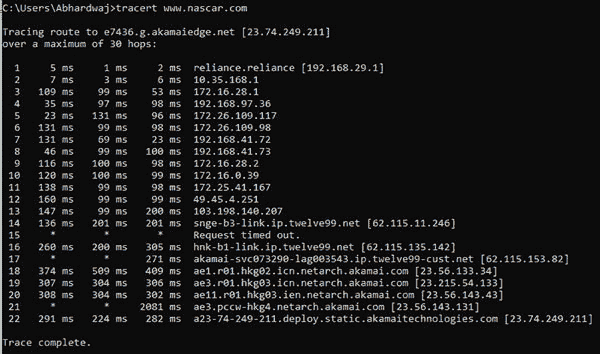 C:\Users\Abhardwaj>tracert www.nascar.com
Tracing route to e7436.g.akamaiedge.net [23.74.249.211]
over a maximum of 30 hops:
1 5 ms 1 ms 2 ms reliance.reliance [192.168.29.1]
2 7 ms 3 ms 6 ms 10.35.168.1
3 109 ms 99 ms 53 ms 172.16.28.1
4 35 ms 97 ms 98 ms 192.168.97.36
5 23 ms 131 ms 96 ms 172.26.109.117
6 131 ms 99 ms 98 ms 172.26.109.98
7 131 ms 69 ms 23 ms 192.168.41.72
8 46 ms 99 ms 100 ms 192.168.41.73
9 116 ms 100 ms 98 ms 172.16.28.2
10 120 ms 100 ms 99 ms 172.16.0.39
11 138 ms 99 ms 98 ms 172.25.41.167
12 160 ms 99 ms 99 ms 49.45.4.251
13 147 ms 99 ms 200 ms 103.198.140.207
14 136 ms 201 ms 201 ms snge-b3-link.ip.twelve99.net [62.115.11.246]
15 * * * Request timed out.
16 260 ms 200 ms 305 ms hnk-b1-link.ip.twelve99.net [62.115.135.142]
17 * * 271 ms akamai-svc073290-lag003543.ip.twelve99-cust.net [62.115.153.82]
18 374 ms 509 ms 409 ms ae1.r01.hkg02.icn.netarch.akamai.com [23.56.133.34]
19 307 ms 304 ms 306 ms ae3.r01.hkg03.icn.netarch.akamai.com [23.215.54.133]
20 308 ms 304 ms 302 ms ae11.r01.hkg03.ien.netarch.akamai.com [23.56.143.43]
21 * * 2081 ms ae3.pccw-hkg4.netarch.akamai.com [23.56.143.131]
22 291 ms 224 ms 282 ms a23-74-249-211.deploy.static.akamaitechnologies.com [23.74.249.211]
Trace complete.